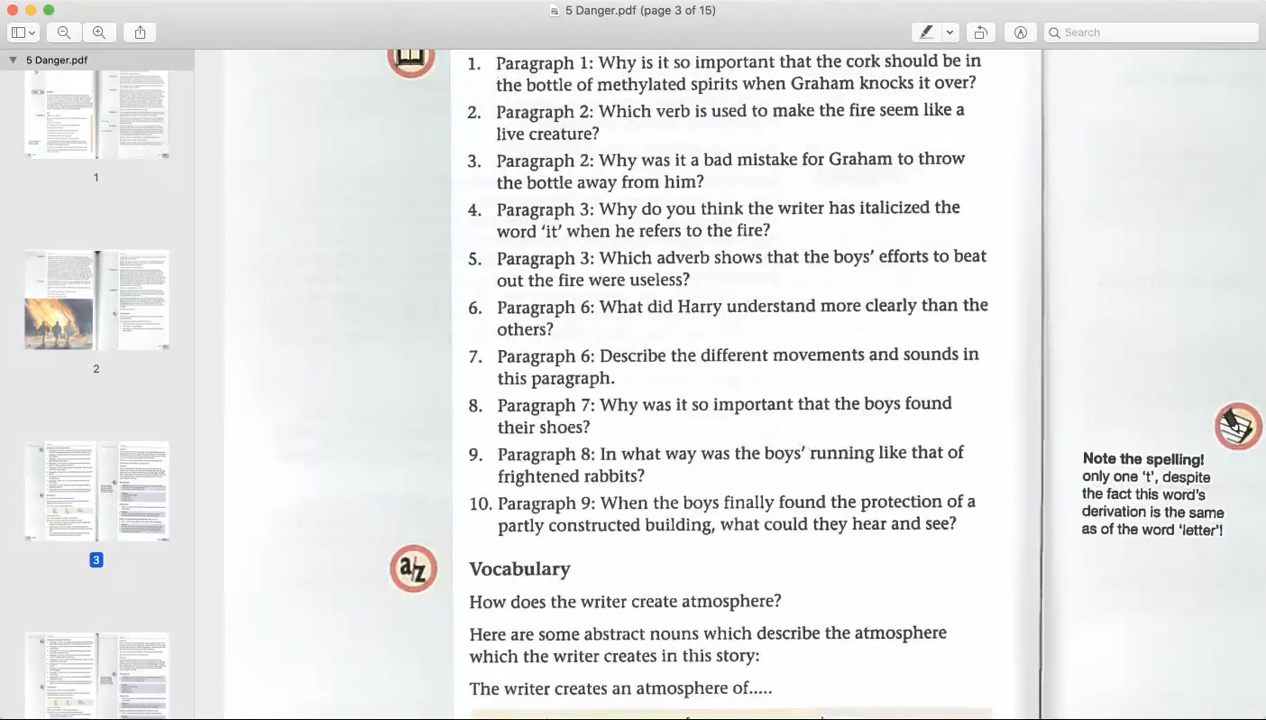 5 Danger.pdf (page 3 of 15)
Search
5 Danger.pdf
1
2
3
1. Paragraph 1: Why is it so important that the cork should be in
the bottle of methylated spirits when Graham knocks it over?
2. Paragraph 2: Which verb is used to make the fire seem like a
live creature?
3. Paragraph 2: Why was it a bad mistake for Graham to throw
the bottle away from him?
4. Paragraph 3: Why do you think the writer has italicized the
word ‘it’ when he refers to the fire?
5. Paragraph 3: Which adverb shows that the boys’ efforts to beat
out the fire were useless?
6. Paragraph 6: What did Harry understand more clearly than the
others?
7. Paragraph 6: Describe the different movements and sounds in
this paragraph.
8. Paragraph 7: Why was it so important that the boys found
their shoes?
9. Paragraph 8: In what way was the boys’ running like that of
frightened rabbits?
10. Paragraph 9: When the boys finally found the protection of a
partly constructed building, what could they hear and see?
a/z
Vocabulary
How does the writer create atmosphere?
Here are some abstract nouns which describe the atmosphere
which the writer creates in this story:
The writer creates an atmosphere of.....
Note the spelling!
only one ‘t’, despite
the fact this word’s
derivation is the same
as of the word ‘letter’!